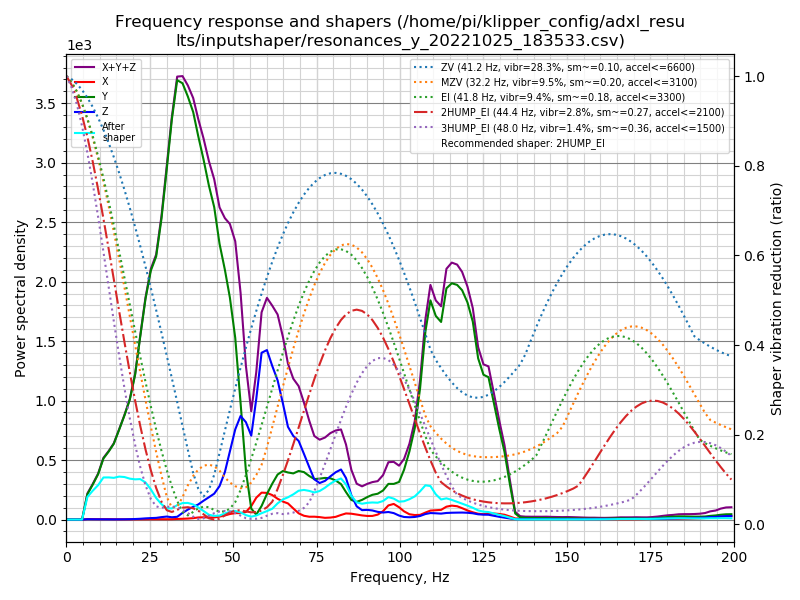 Frequency response and shapers (/home/pi/klipper_config/adxl_resu
lts/inputshaper/resonances_y_20221025_183533.csv)
1e3
X+Y+Z
X
Y
Z
After
shaper
ZV (41.2 Hz, vibr=28.3%, sm~=0.10, accel<=6600)
MZV (32.2 Hz, vibr=9.5%, sm~=0.20, accel<=3100)
EI (41.8 Hz, vibr=9.4%, sm~=0.18, accel<=3300)
2HUMP_EI (44.4 Hz, vibr=2.8%, sm~=0.27, accel<=2100)
3HUMP_EI (48.0 Hz, vibr=1.4%, sm~=0.36, accel<=1500)
Recommended shaper: 2HUMP_EI
Power spectral density
3.5
3.0
2.5
2.0
1.5
1.0
0.5
0.0
1.0
0.8
0.6
0.4
0.2
0.0
Shaper vibration reduction (ratio)
0 25 50 75 100 125 150 175 200
Frequency, Hz